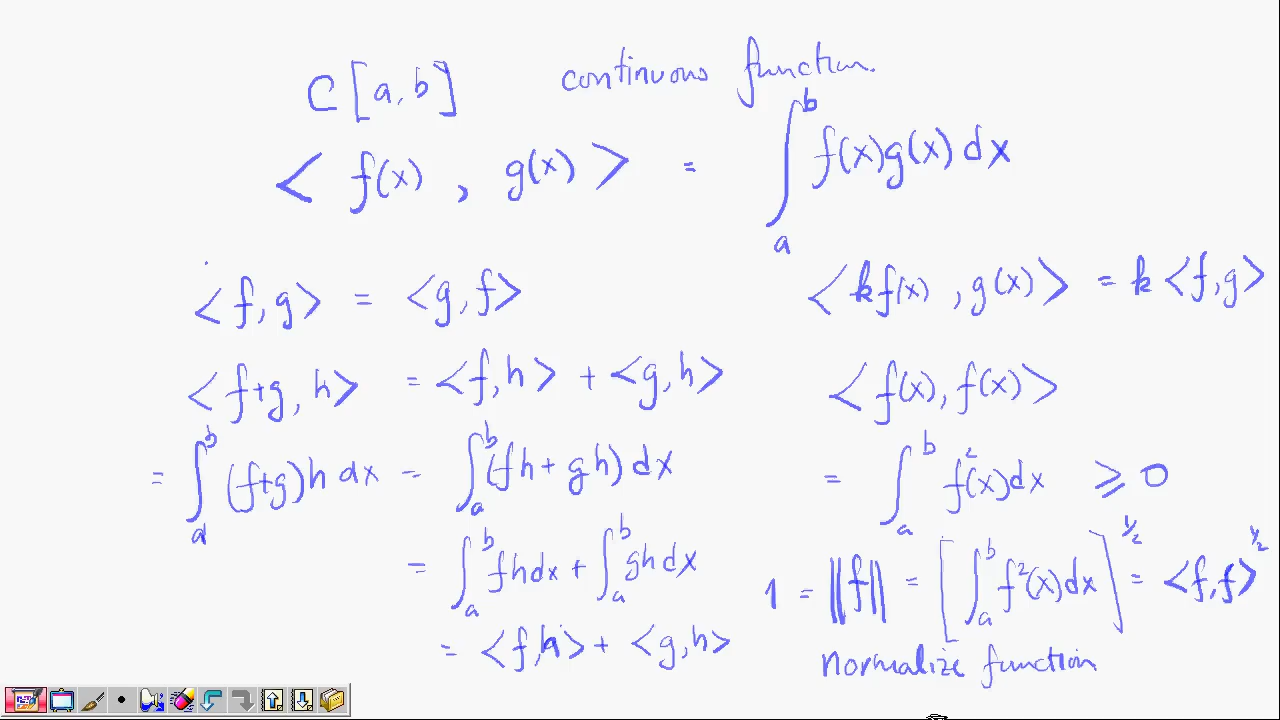 C[a,b] continuous function.
< f(x) , g(x) > = ∫_a^b f(x)g(x) dx
<f,g> = <g,f>
<f+g, h> = <f,h> + <g,h>
= ∫_a^b (f+g)h dx = ∫_a^b (fh + gh) dx
= ∫_a^b fh dx + ∫_a^b gh dx
= <f,h> + <g,h>
<kf(x), g(x)> = k<f,g>
<f(x), f(x)>
= ∫_a^b f²(x)dx ⩾ 0
1 = ||f|| = [∫_a^b f²(x)dx]^1/2 = <f,f>^1/2
normalize function